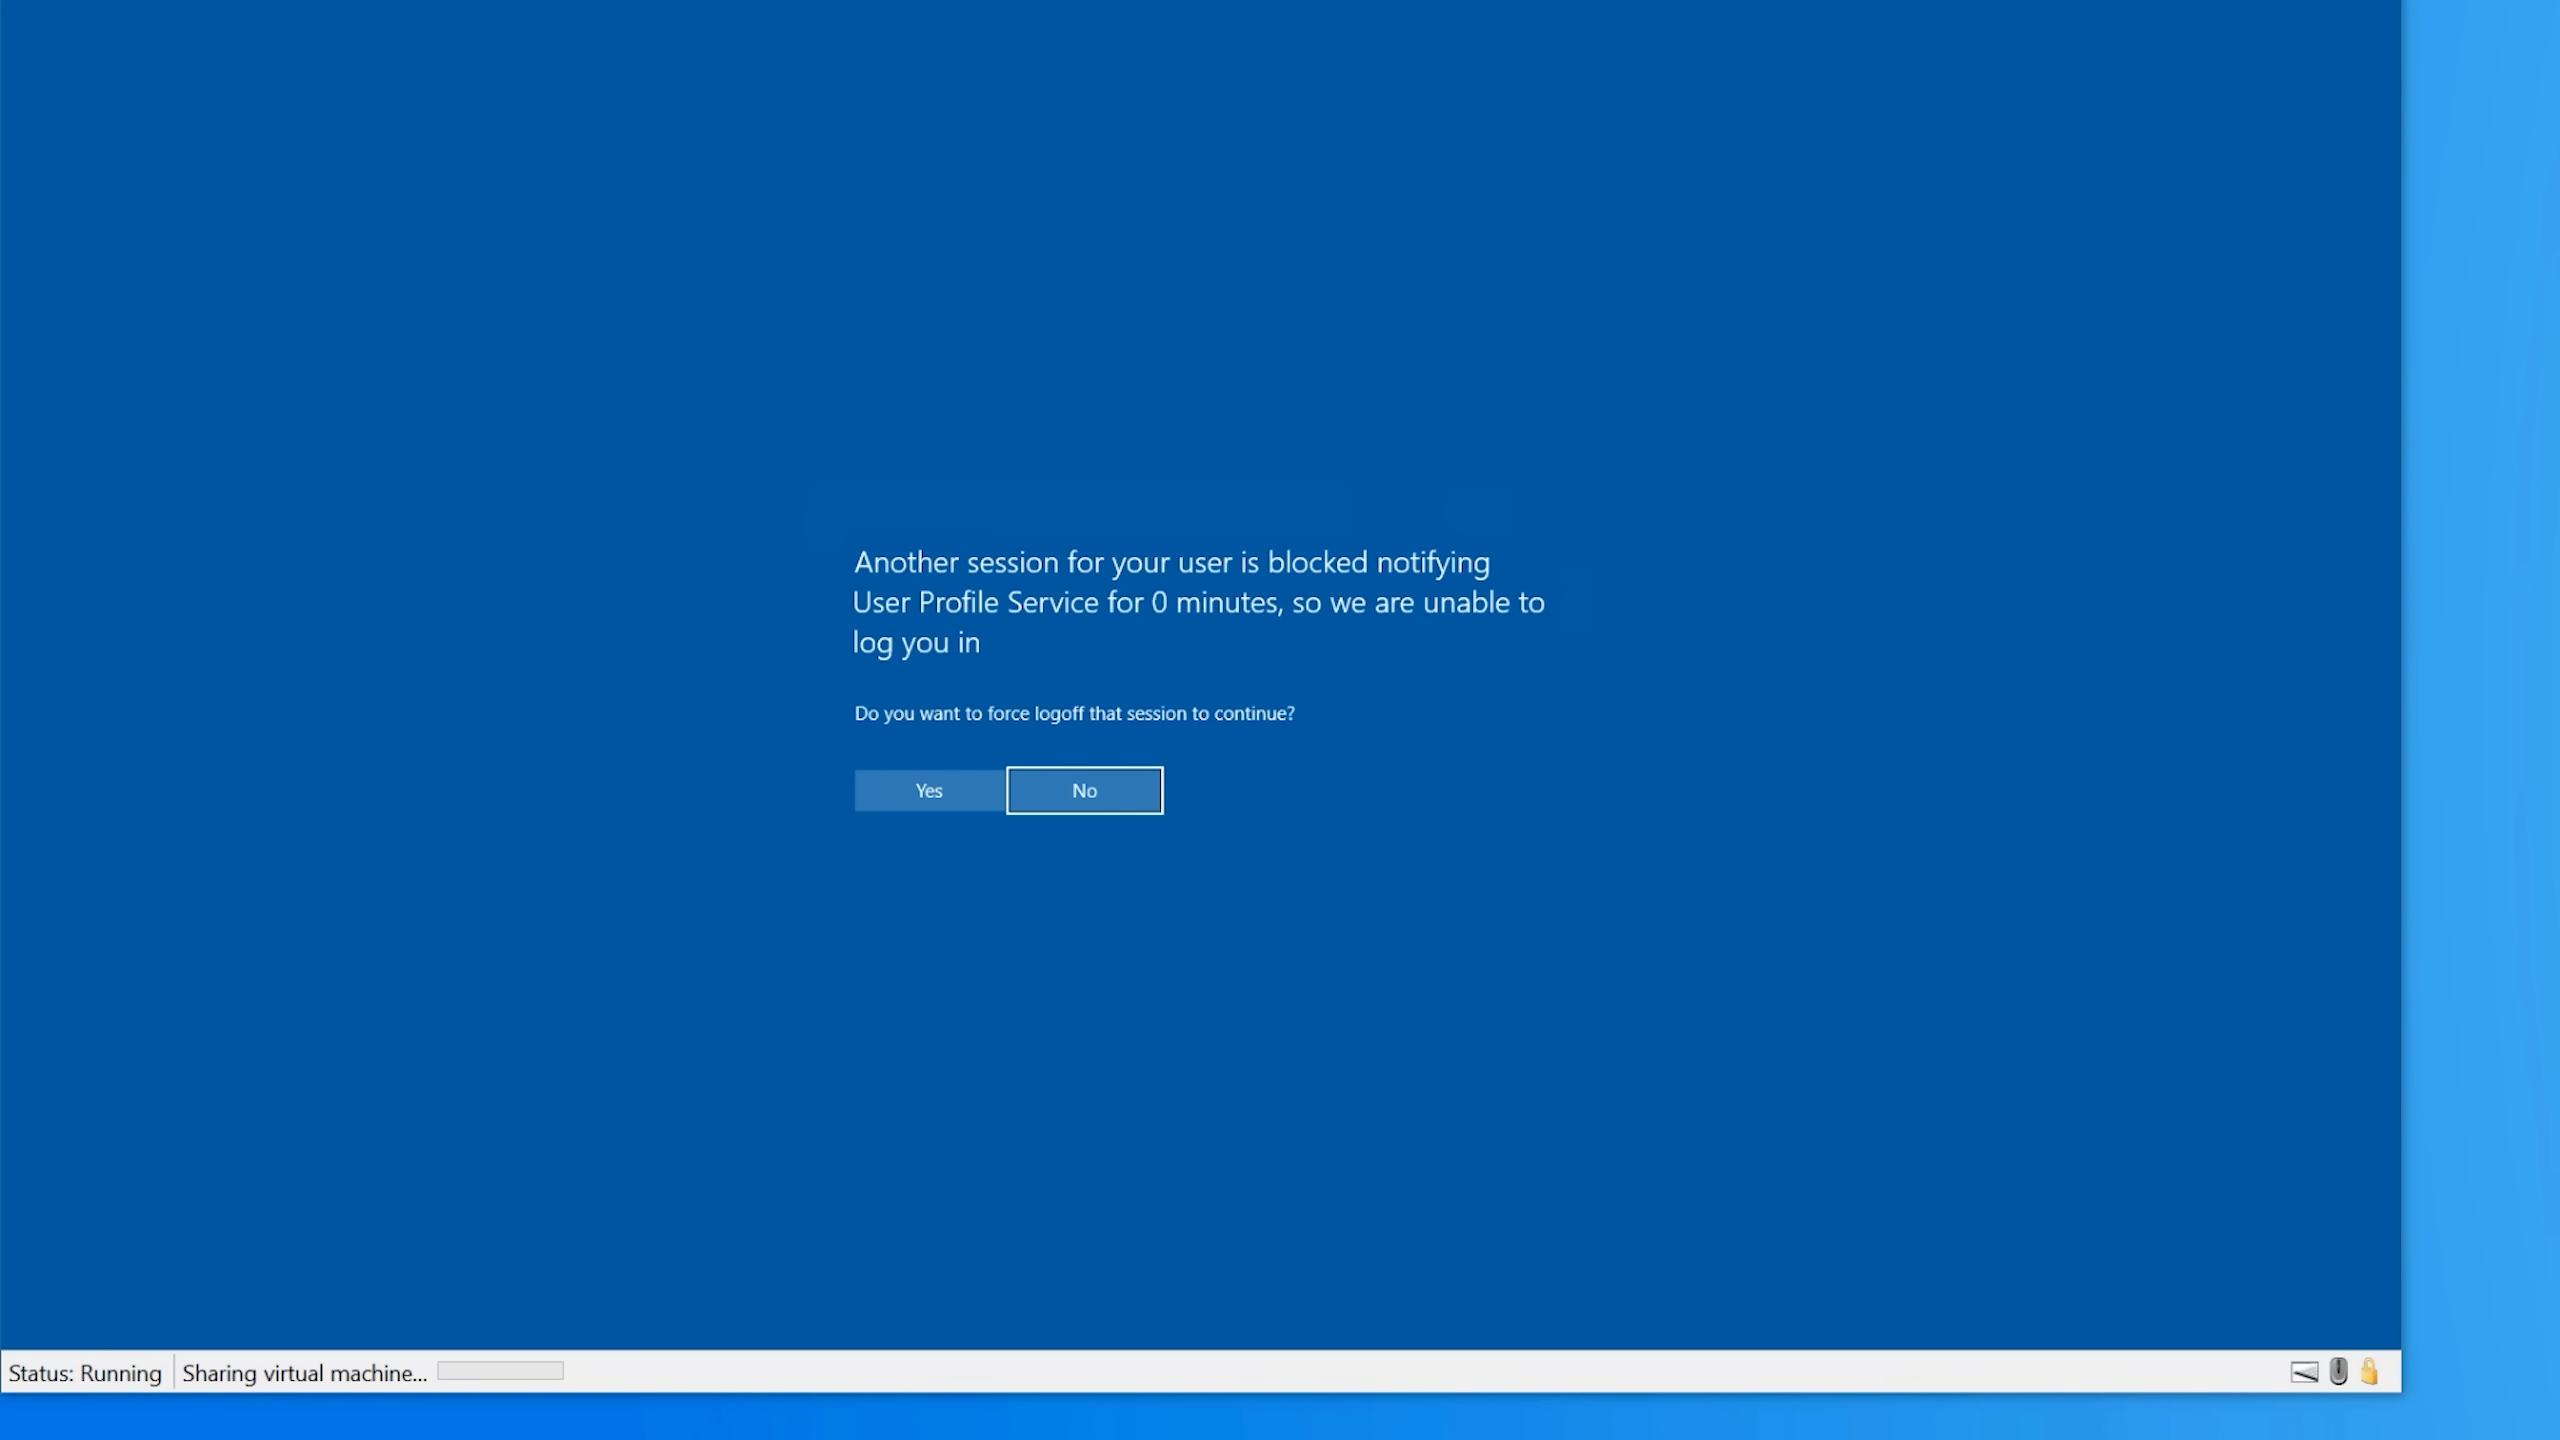 Another session for your user is blocked notifying
User Profile Service for 0 minutes, so we are unable to
log you in
Do you want to force logoff that session to continue?
Yes No
Status: Running Sharing virtual machine...